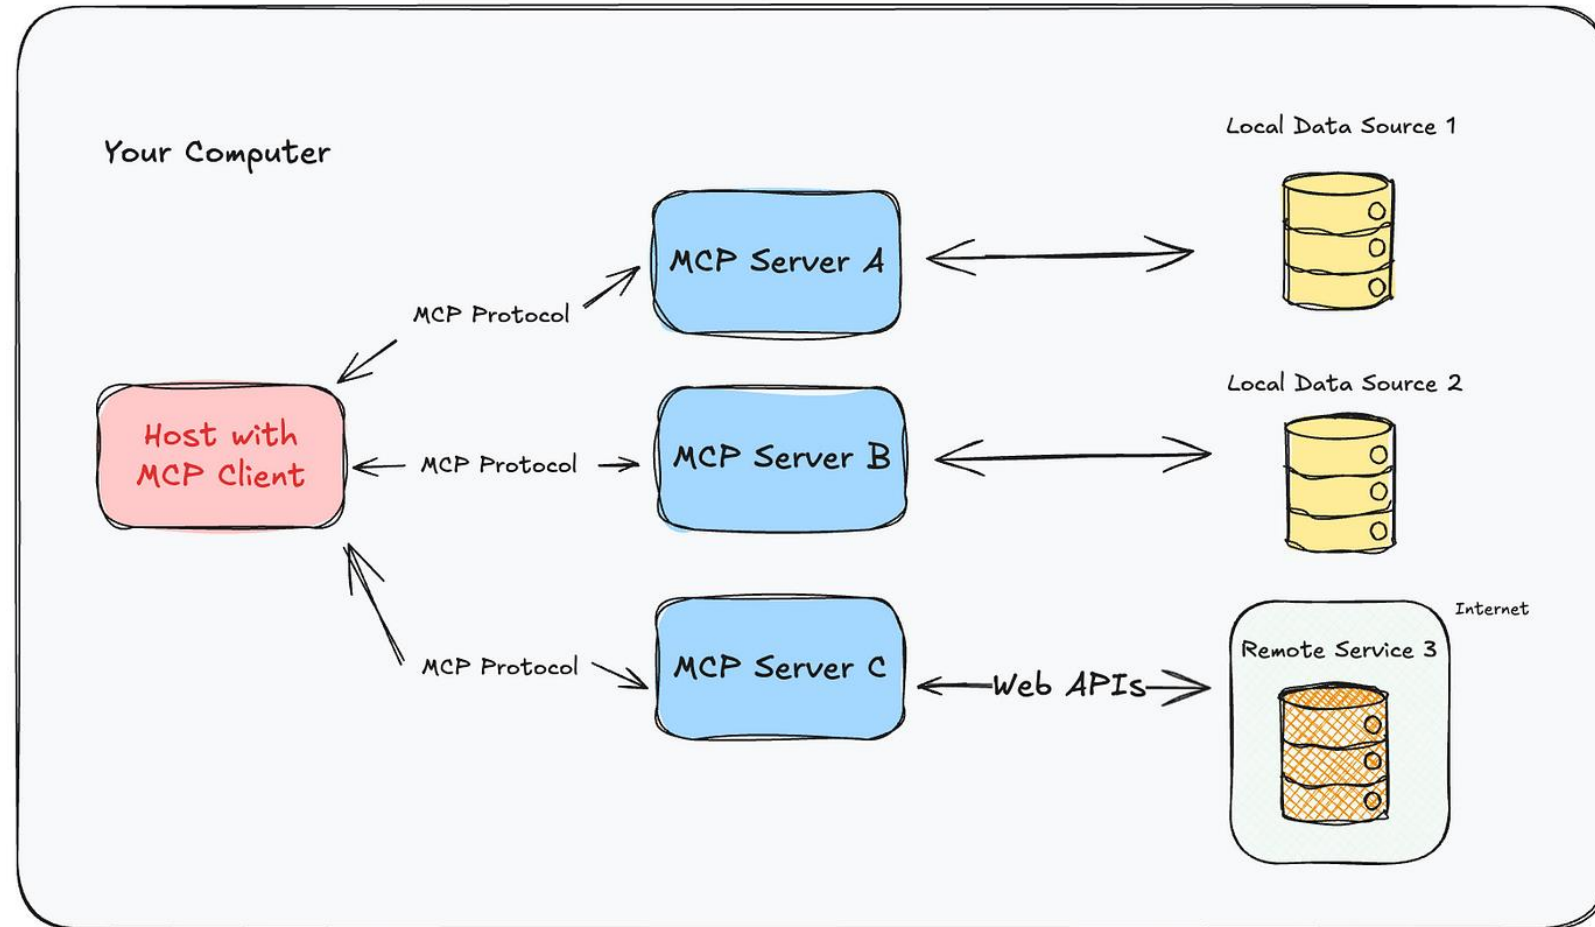 Your Computer
Local Data Source 1
MCP Server A
MCP Protocol
Local Data Source 2
Host with
MCP Client
MCP Protocol
MCP Server B
Internet
Remote Service 3
MCP Protocol
MCP Server C
Web APIs